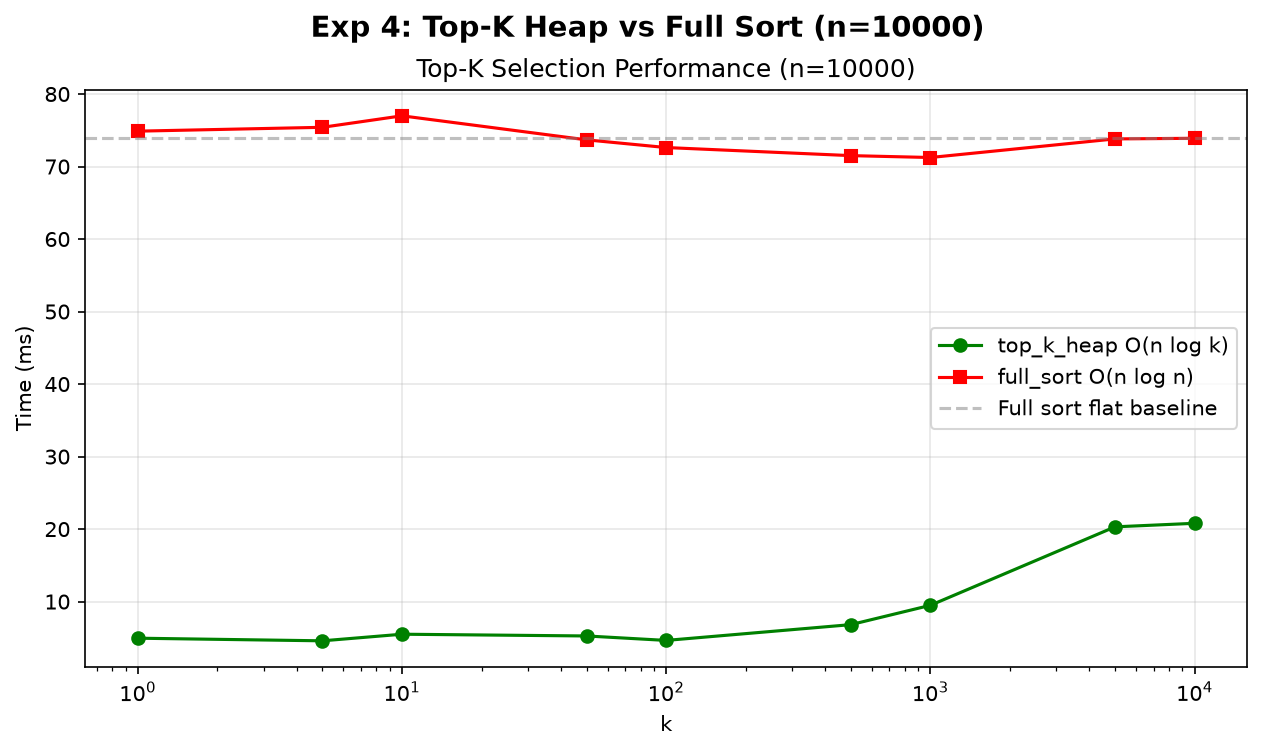 Exp 4: Top-K Heap vs Full Sort (n=10000)
Top-K Selection Performance (n=10000)
Time (ms)
80
70
60
50
40
30
20
10
top_k_heap O(n log k)
full_sort O(n log n)
Full sort flat baseline
10⁰
10¹
10²
10³
10⁴
k